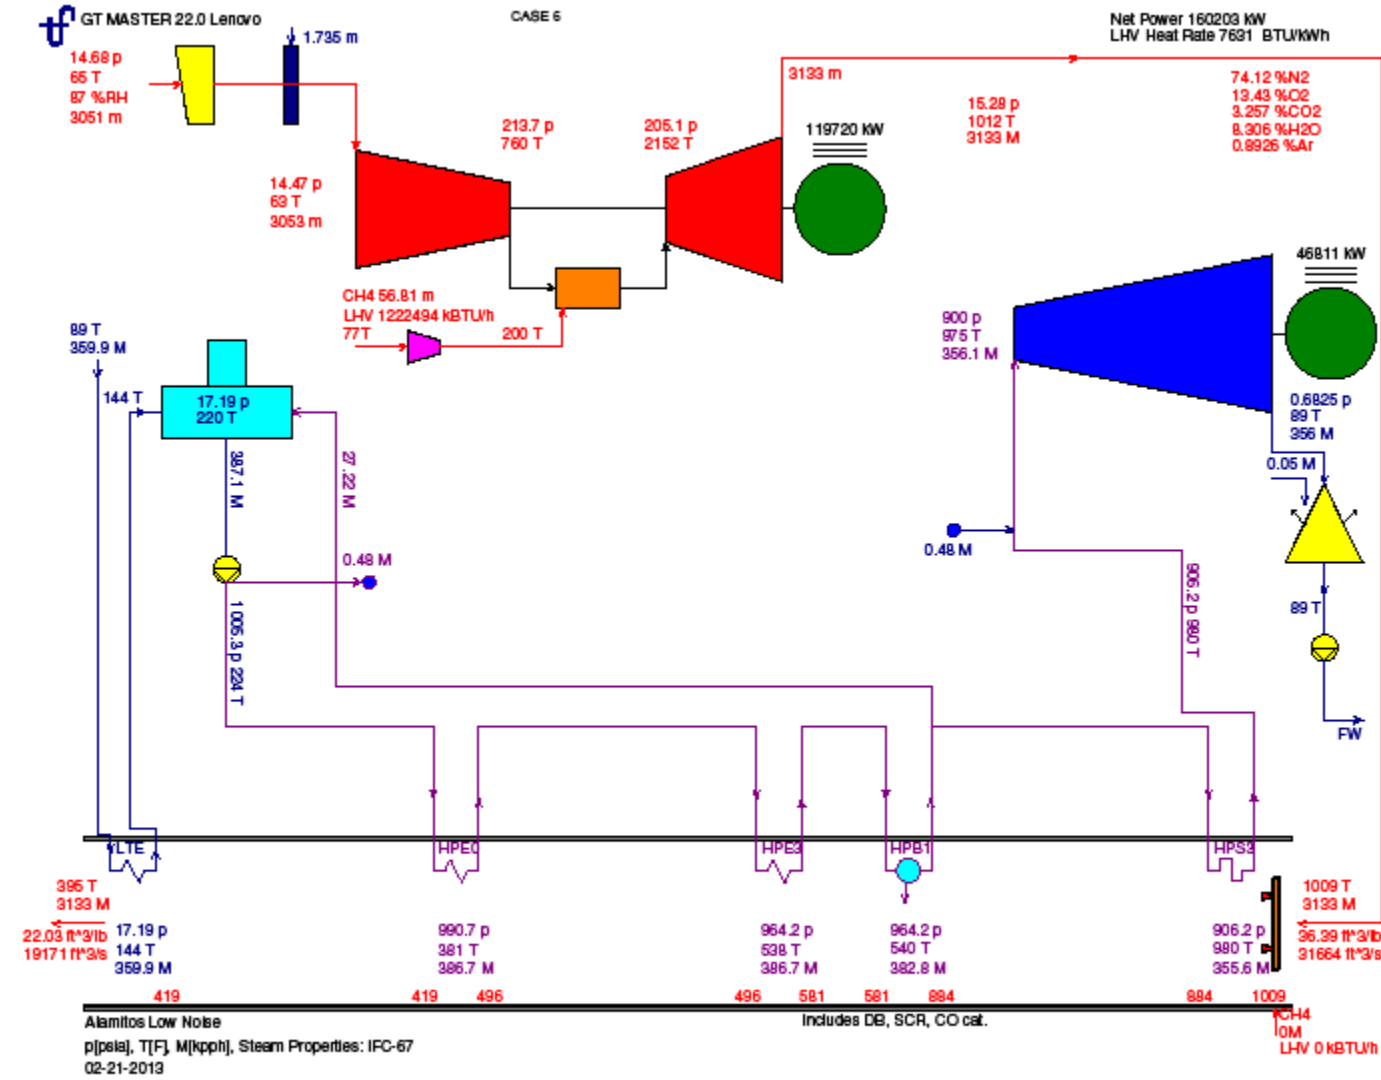 GT MASTER 22.0 Lenovo
CASE 6
Net Power 160203 kW
LHV Heat Rate 7631 BTU/kWh
1.735 m
14.68 p
65 T
87 %RH
3051 m
3133 m
74.12 %N2
13.43 %O2
3.257 %CO2
8.306 %H2O
0.8926 %Ar
15.28 p
1012 T
3133 M
213.7 p
760 T
205.1 p
2152 T
119720 kW
14.47 p
63 T
3053 m
46811 kW
CH4 56.81 m
LHV 1222494 kBTU/h
77T
200 T
900 p
975 T
356.1 M
89 T
359.9 M
144 T
17.19 p
220 T
0.6825 p
89 T
356 M
387.1 M
27.22 M
0.05 M
0.48 M
0.48 M
1005.3 p 224 T
906.2 p 980 T
89 T
FW
LTE
HPE0
HPE3
HPB1
HPS3
395 T
3133 M
22.03 ft^3/lb
19171 ft^3/s
17.19 p
144 T
359.9 M
990.7 p
381 T
386.7 M
964.2 p
538 T
386.7 M
964.2 p
540 T
382.8 M
906.2 p
980 T
355.6 M
1009 T
3133 M
36.39 ft^3/lb
31664 ft^3/s
419
419
496
496
581
581
884
884
1009
Alamitos Low Noise
Includes DB, SCR, CO cat.
CH4
0M
LHV 0 kBTU/h
p[psia], T[F], M[kpph], Steam Properties: IFC-67
02-21-2013